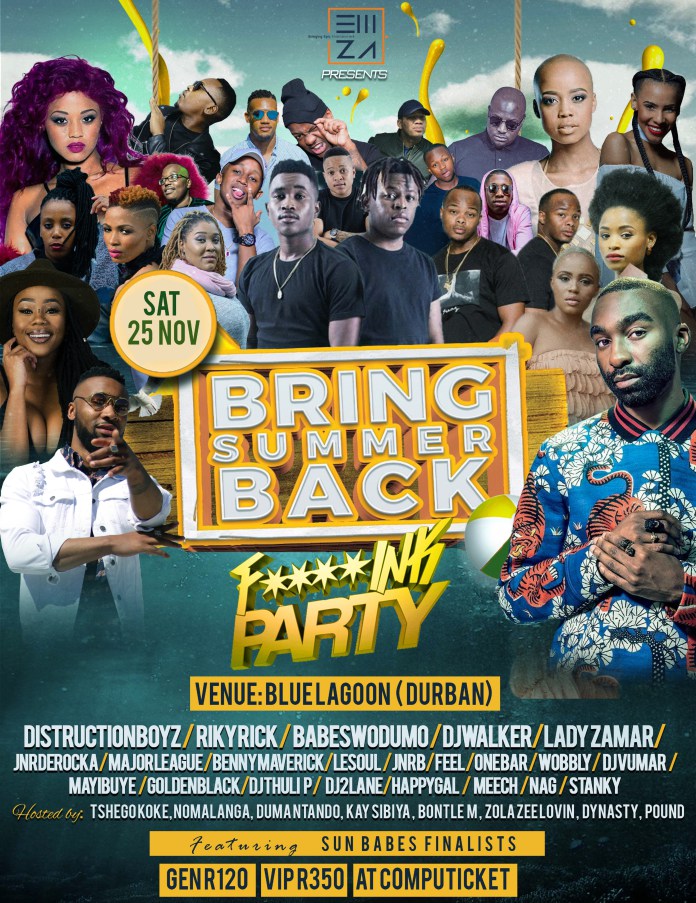 EMZA
PRESENTS
SAT
25 NOV
BRING
SUMMER
BACK
F****INK
PARTY
VENUE: BLUE LAGOON ( DURBAN)
DISTRUCTIONBOYZ/ RIKYRICK/ BABESWODUMO/ DJWALKER/ LADY ZAMAR/
JNRDEROCKA/MAJORLEAGUE/BENNYMAVERICK/LESOUL/JNRB/FEEL/ONEBAR/WOBBLY/DJVUMAR/
MAYIBUYE/GOLDENBLACK/DJTHULI P/ DJ2LANE/HAPPYGAL/ MEECH/ NAG/ STANKY
Hosted by: TSHEGO KOKE, NOMALANGA, DUMA NTANDO, KAY SIBIYA, BONTLE M, ZOLA ZEE LOVIN, DYNASTY, POUND
Featuring SUN BABES FINALISTS
GEN R120 VIP R350 AT COMPUTICKET